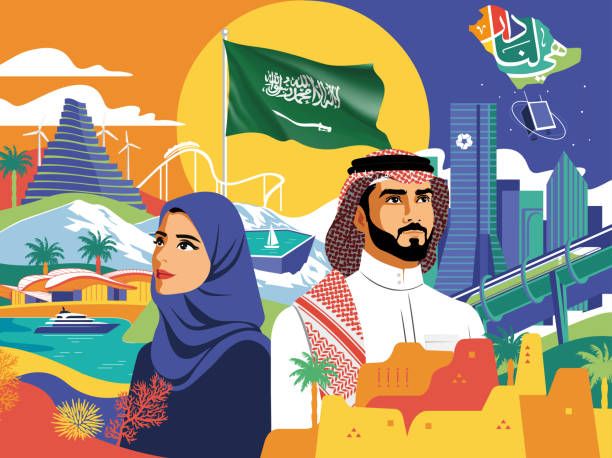 هي لنا دار
لا إله إلا الله محمد رسول الله